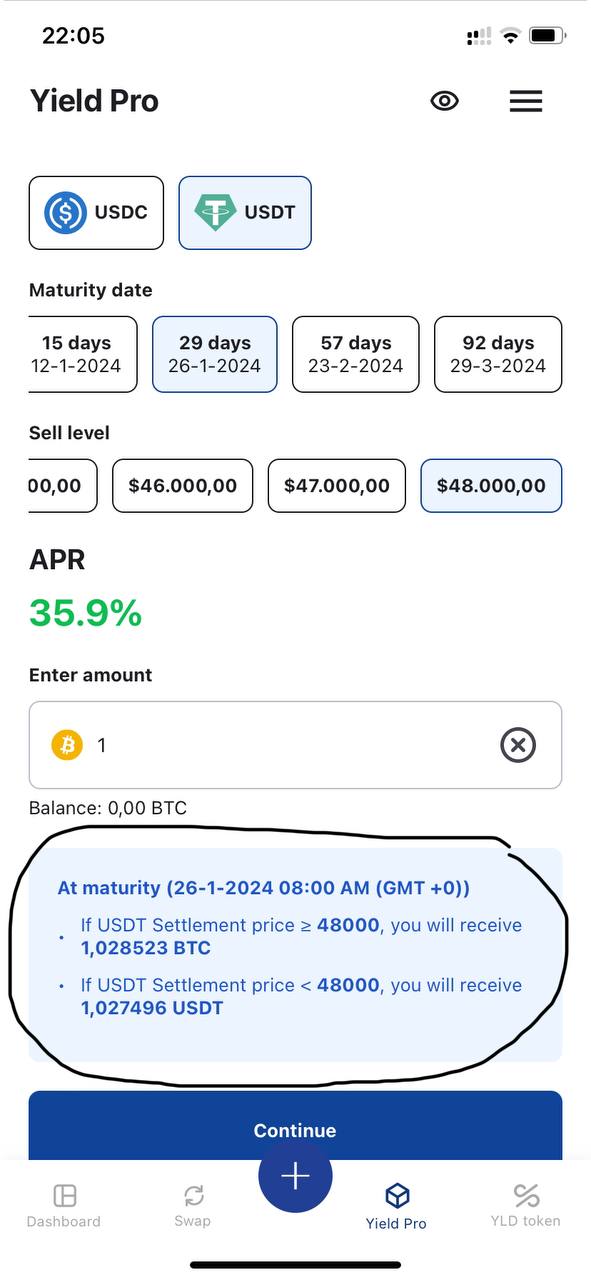 22:05
Yield Pro
USDC
USDT
Maturity date
15 days
12-1-2024
29 days
26-1-2024
57 days
23-2-2024
92 days
29-3-2024
Sell level
00,00
$46.000,00
$47.000,00
$48.000,00
APR
35.9%
Enter amount
1
Balance: 0,00 BTC
At maturity (26-1-2024 08:00 AM (GMT +0))
• If USDT Settlement price ≥ 48000, you will receive
1,028523 BTC
• If USDT Settlement price < 48000, you will receive
1,027496 USDT
Continue
Dashboard
Swap
Yield Pro
YLD token